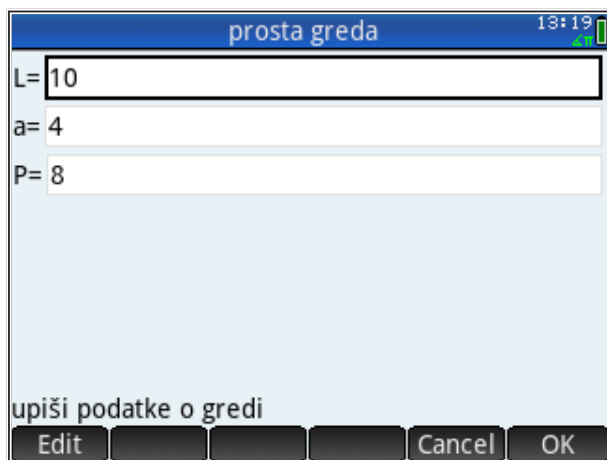 prosta greda 13:19
∡π
L= 10
a= 4
P= 8
upiši podatke o gredi
Edit Cancel OK